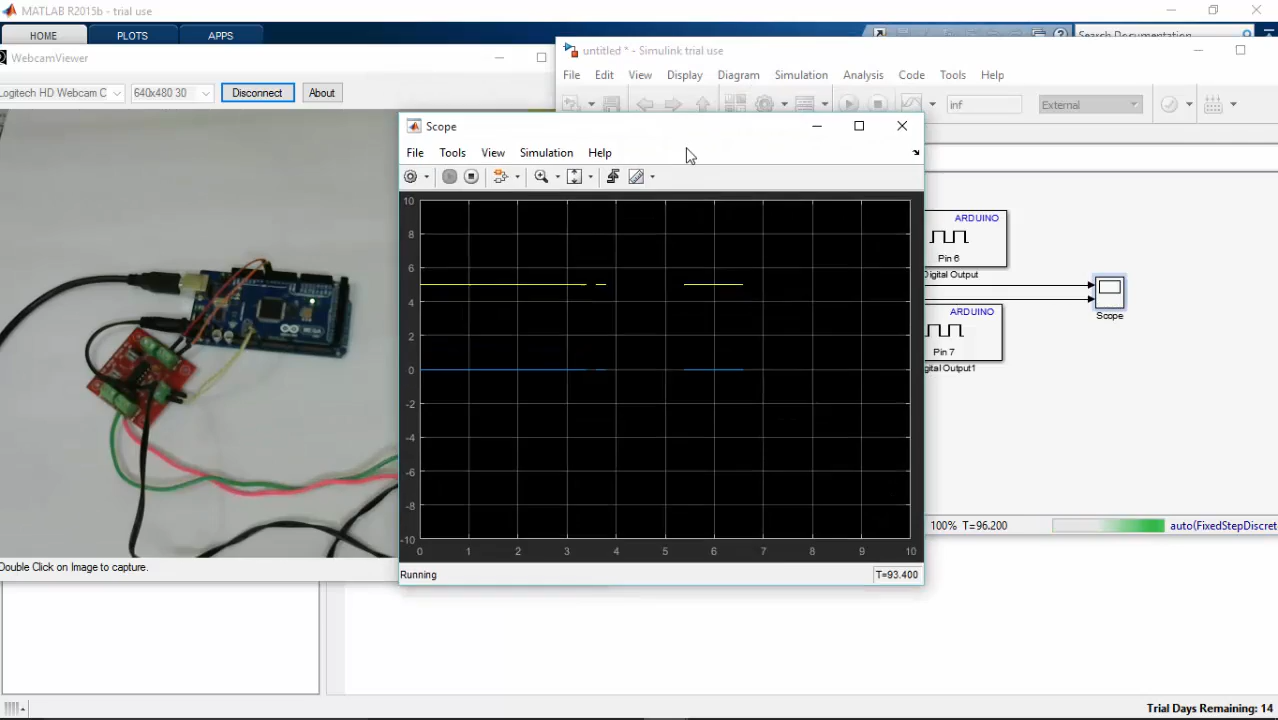 MATLAB R2015b - trial use
HOME
PLOTS
APPS
Search Documentation
WebcamViewer
untitled * - Simulink trial use
File Edit View Display Diagram Simulation Analysis Code Tools Help
Logitech HD Webcam C
640x480 30
Disconnect
About
inf
External
Scope
File Tools View Simulation Help
10
8
6
4
2
0
-2
-4
-6
-8
-10
0 1 2 3 4 5 6 7 8 9 10
Running
T=93.400
ARDUINO
Pin 6
Digital Output
ARDUINO
Pin 7
gital Output1
Scope
100% T=96.200
auto(FixedStepDiscret
Double Click on Image to capture.
Trial Days Remaining: 14